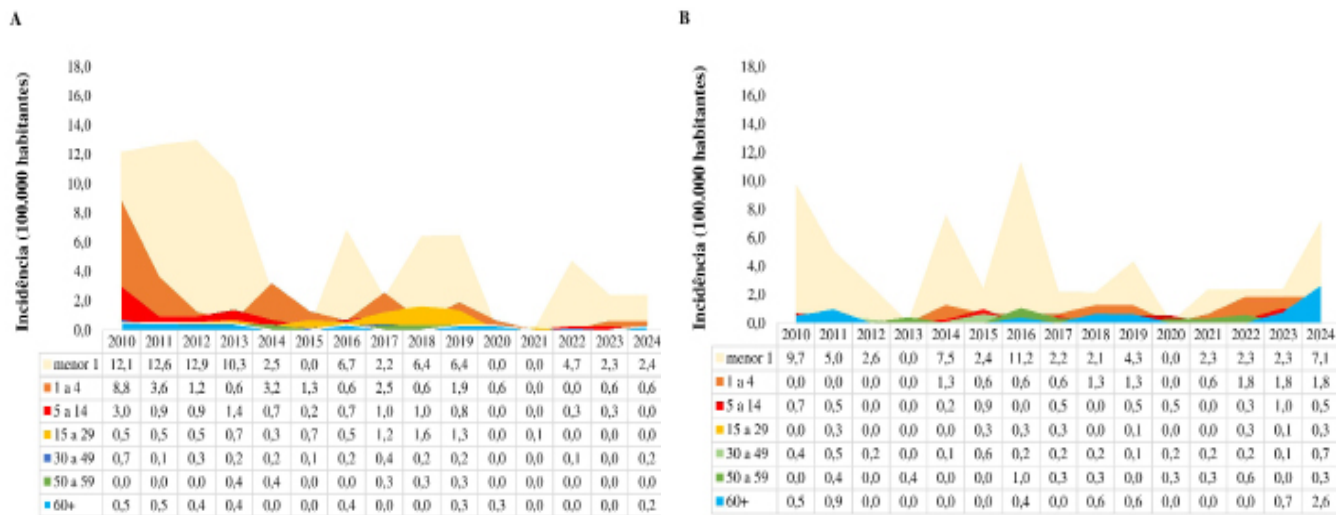 A
Incidência (100.000 habitantes)
18,0
16,0
14,0
12,0
10,0
8,0
6,0
4,0
2,0
0,0
2010 2011 2012 2013 2014 2015 2016 2017 2018 2019 2020 2021 2022 2023 2024
menor 1 12,1 12,6 12,9 10,3 2,5 0,0 6,7 2,2 6,4 6,4 0,0 0,0 4,7 2,3 2,4
1 a 4 8,8 3,6 1,2 0,6 3,2 1,3 0,6 2,5 0,6 1,9 0,6 0,0 0,0 0,6 0,6
5 a 14 3,0 0,9 0,9 1,4 0,7 0,2 0,7 1,0 1,0 0,8 0,0 0,0 0,3 0,3 0,0
15 a 29 0,5 0,5 0,5 0,7 0,3 0,7 0,5 1,2 1,6 1,3 0,0 0,1 0,0 0,0 0,0
30 a 49 0,7 0,1 0,3 0,2 0,2 0,1 0,2 0,4 0,2 0,2 0,0 0,0 0,1 0,0 0,2
50 a 59 0,0 0,0 0,0 0,4 0,4 0,0 0,0 0,3 0,3 0,3 0,0 0,0 0,0 0,0 0,0
60+ 0,5 0,5 0,4 0,4 0,0 0,0 0,4 0,0 0,0 0,3 0,3 0,0 0,0 0,0 0,2
B
Incidência (100.000 habitantes)
18,0
16,0
14,0
12,0
10,0
8,0
6,0
4,0
2,0
0,0
2010 2011 2012 2013 2014 2015 2016 2017 2018 2019 2020 2021 2022 2023 2024
menor 1 9,7 5,0 2,6 0,0 7,5 2,4 11,2 2,2 2,1 4,3 0,0 2,3 2,3 2,3 7,1
1 a 4 0,0 0,0 0,0 0,0 1,3 0,6 0,6 0,6 1,3 1,3 0,0 0,6 1,8 1,8 1,8
5 a 14 0,7 0,5 0,0 0,0 0,2 0,9 0,0 0,5 0,0 0,5 0,5 0,0 0,3 1,0 0,5
15 a 29 0,0 0,3 0,0 0,0 0,0 0,3 0,3 0,3 0,0 0,1 0,0 0,0 0,3 0,1 0,3
30 a 49 0,4 0,5 0,2 0,0 0,1 0,6 0,2 0,2 0,2 0,1 0,2 0,2 0,2 0,1 0,7
50 a 59 0,0 0,4 0,0 0,4 0,0 0,0 1,0 0,3 0,3 0,0 0,3 0,3 0,6 0,0 0,3
60+ 0,5 0,9 0,0 0,0 0,0 0,0 0,4 0,0 0,6 0,6 0,0 0,0 0,0 0,7 2,6